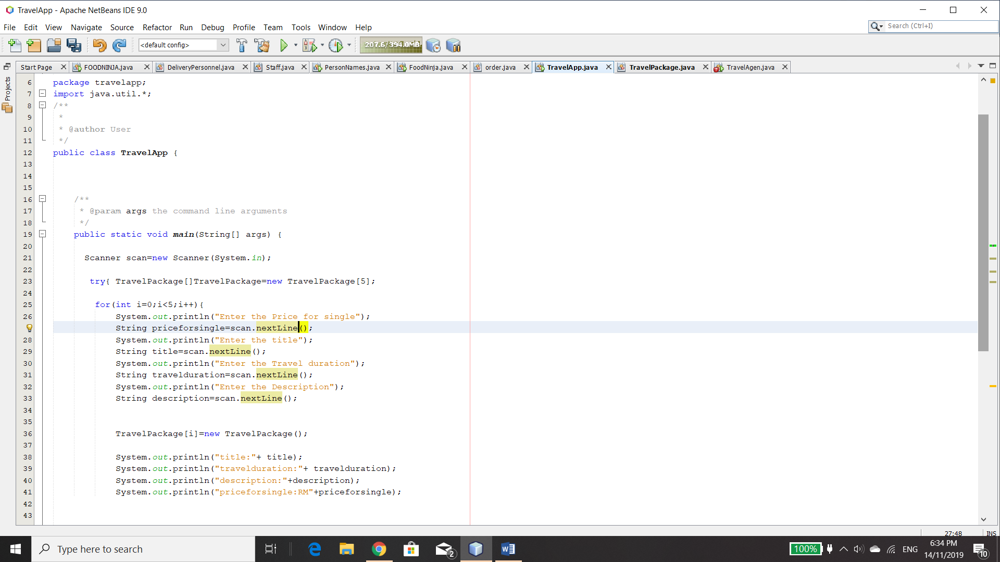 TravelApp - Apache NetBeans IDE 9.0
File Edit View Navigate Source Refactor Run Debug Profile Team Tools Window Help
Search (Ctrl+I)
<default config>
207.6/394.0MB
Start Page FOODNINJA.java DeliveryPersonnel.java Staff.java PersonNames.java FoodNinja.java order.java TravelApp.java TravelPackage.java TravelAgen.java
Projects
6 package travelapp;
7 import java.util.*;
8 /**
9 *
10 * @author User
11 */
12 public class TravelApp {
13
14
15
16 /**
17 * @param args the command line arguments
18 */
19 public static void main(String[] args) {
20
21 Scanner scan=new Scanner(System.in);
22
23 try{ TravelPackage[]TravelPackage=new TravelPackage[5];
24
25 for(int i=0;i<5;i++){
26 System.out.println("Enter the Price for single");
String priceforsingle=scan.nextLine();
28 System.out.println("Enter the title");
29 String title=scan.nextLine();
30 System.out.println("Enter the Travel duration");
31 String travelduration=scan.nextLine();
32 System.out.println("Enter the Description");
33 String description=scan.nextLine();
34
35
36 TravelPackage[i]=new TravelPackage();
37
38 System.out.println("title:"+ title);
39 System.out.println("travelduration:"+ travelduration);
40 System.out.println("description:"+description);
41 System.out.println("priceforsingle:RM"+priceforsingle);
42
43
27:48 INS
Type here to search
2
100%
ENG
6:34 PM
14/11/2019
10